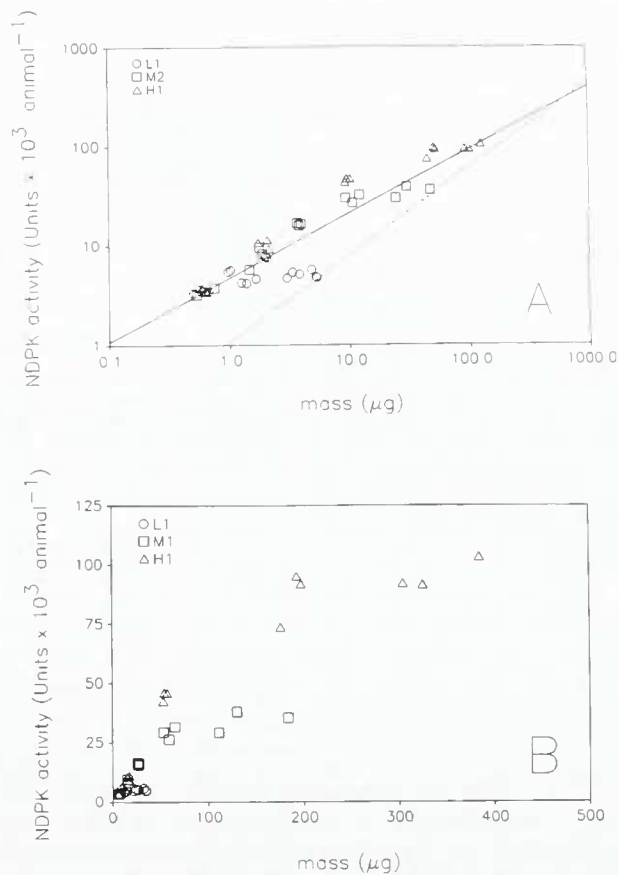 1000
100
10
1
NDPK activity (Units x 10³ animal⁻¹)
L1
M2
H1
A
0.1 1.0 10.0 100.0 1000.0
mass (µg)
125
100
75
50
25
0
NDPK activity (Units x 10³ animal⁻¹)
L1
M1
H1
B
0 100 200 300 400 500
mass (µg)